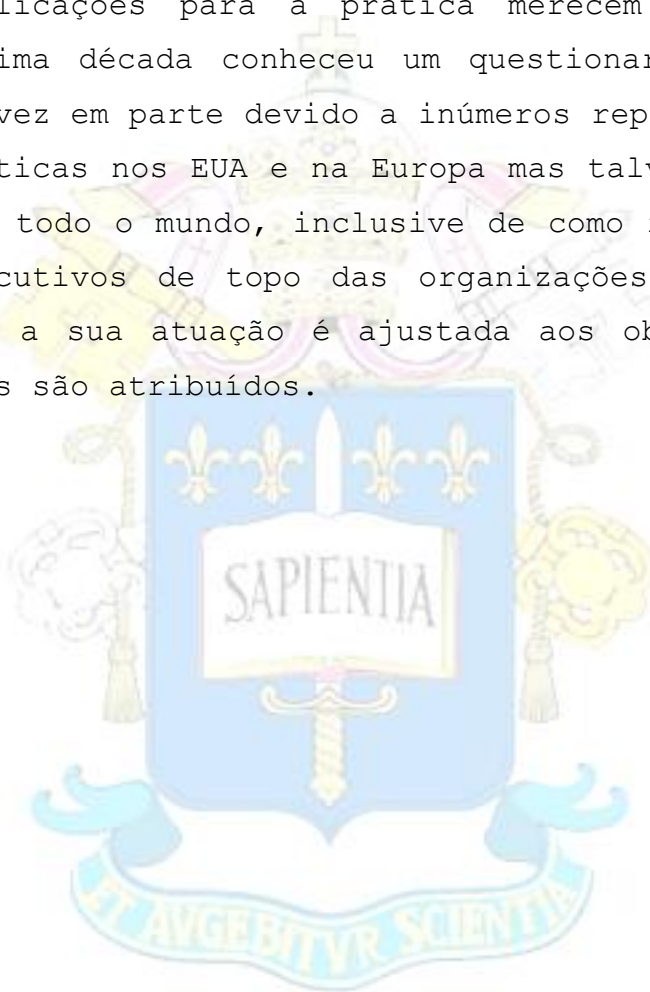 licações para a prática merecem
ima década conheceu um questionar
vez em parte devido a inúmeros rep
ticas nos EUA e na Europa mas talv
todo o mundo, inclusive de como
cutivos de topo das organizações
a sua atuação é ajustada aos ob
s são atribuídos.
SAPIENTIA
ET AVGEBITVR SCIENTIA